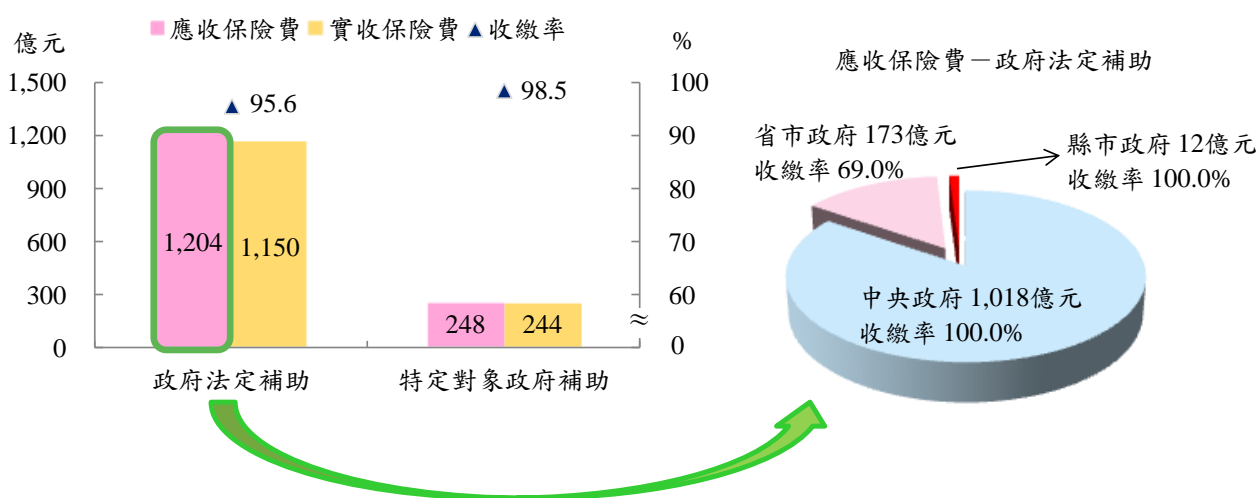 應收保險費 實收保險費 收繳率
億元
%
1,500
1,200
900
600
300
0
100
90
80
70
60
≈
0
95.6
98.5
1,204
1,150
248
244
政府法定補助
特定對象政府補助
應收保險費－政府法定補助
省市政府 173億元
收繳率 69.0%
縣市政府 12億元
收繳率 100.0%
中央政府 1,018億元
收繳率 100.0%